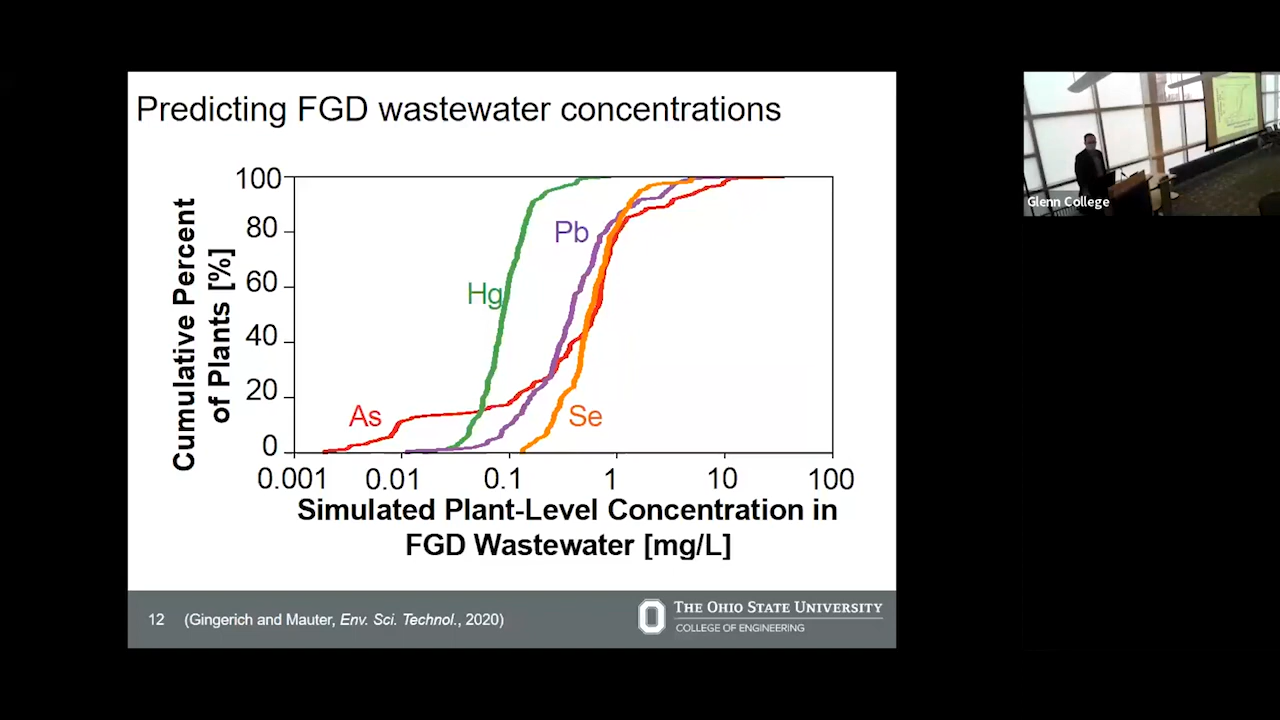 Predicting FGD wastewater concentrations
Cumulative Percent
of Plants [%]
100
80
60
40
20
0
Hg
Pb
As
Se
0.001 0.01 0.1 1 10 100
Simulated Plant-Level Concentration in
FGD Wastewater [mg/L]
12 (Gingerich and Mauter, Env. Sci. Technol., 2020)
THE OHIO STATE UNIVERSITY
COLLEGE OF ENGINEERING
Glenn College